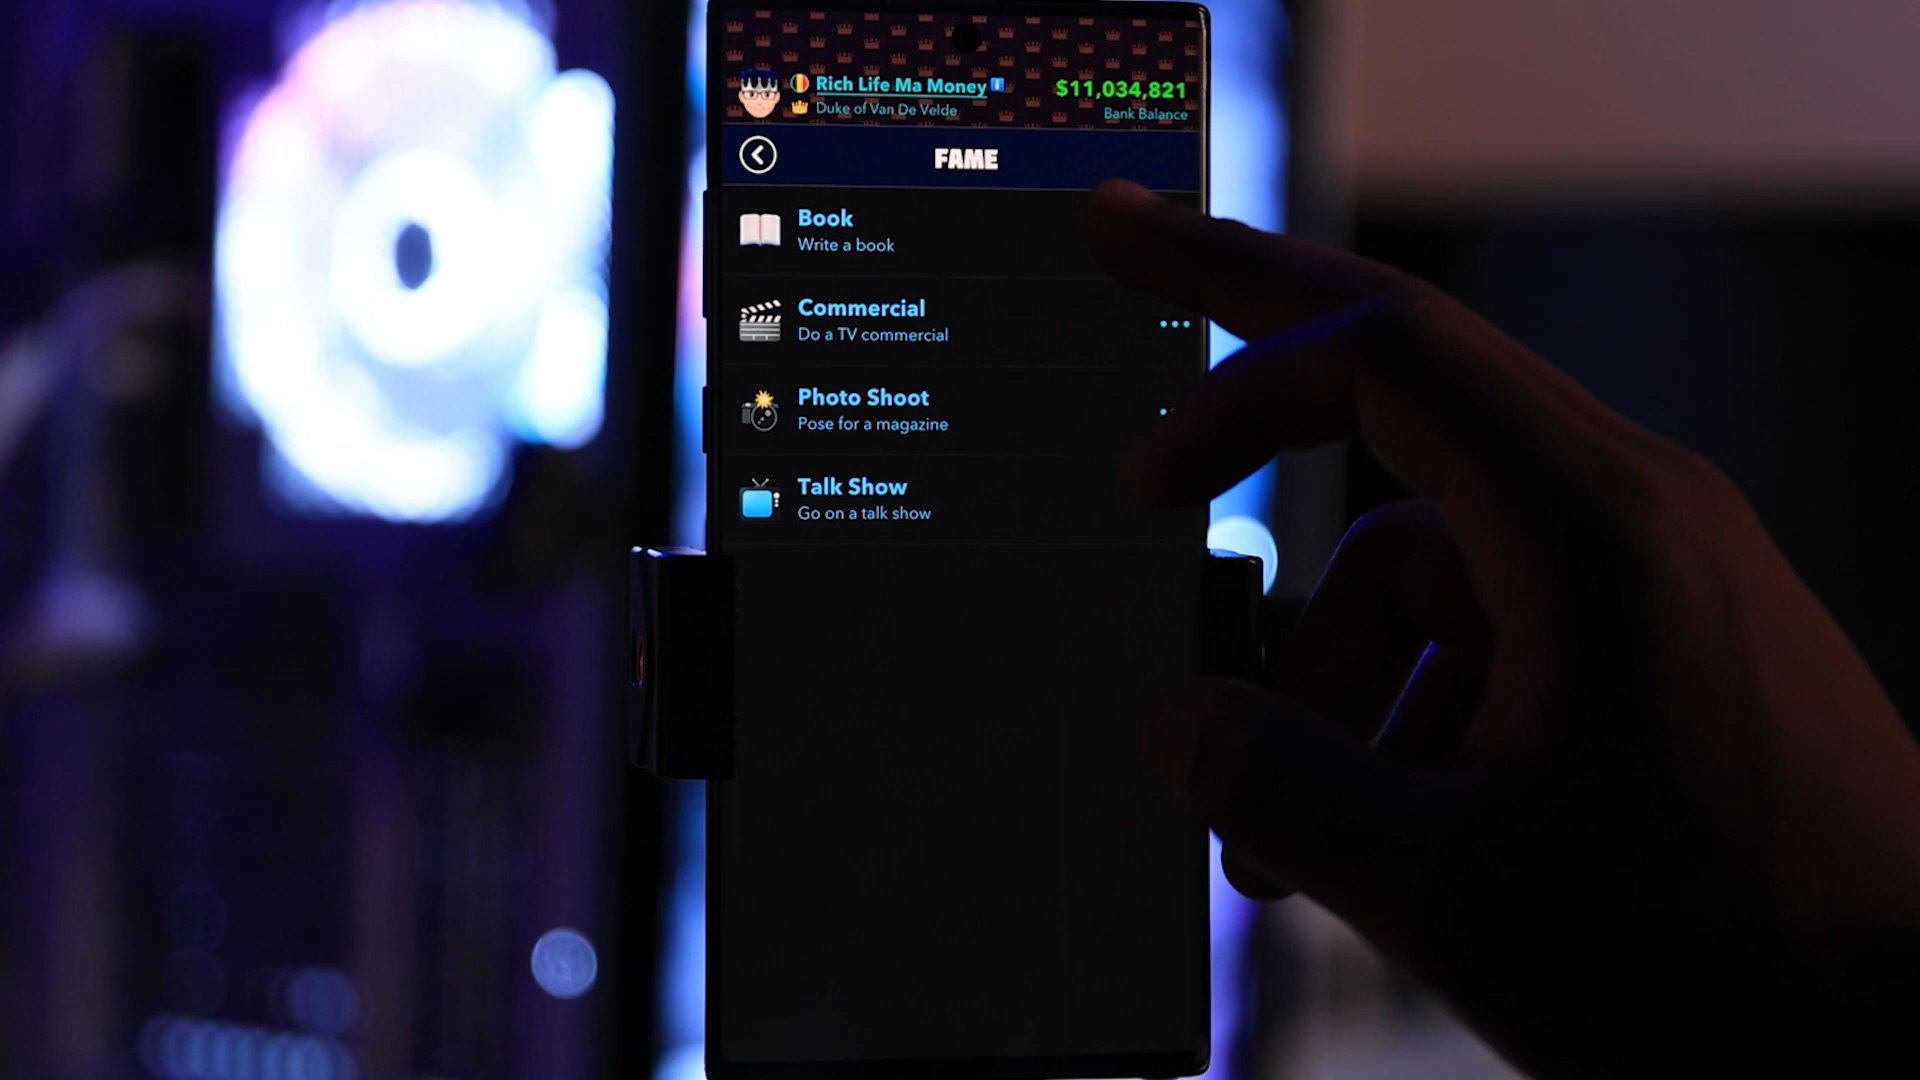 Rich Life Ma Money
$11,034,821
Duke of Van De Velde
Bank Balance
FAME
Book
Write a book
Commercial
Do a TV commercial
Photo Shoot
Pose for a magazine
Talk Show
Go on a talk show